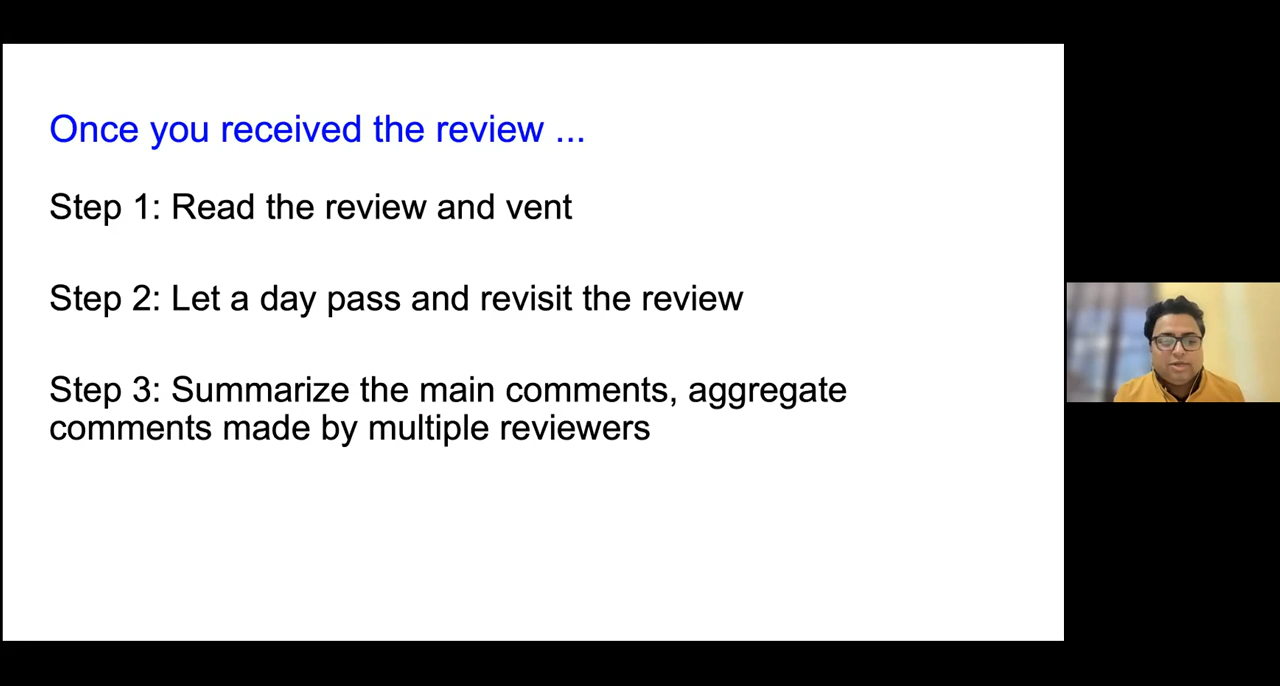 Once you received the review ...
Step 1: Read the review and vent
Step 2: Let a day pass and revisit the review
Step 3: Summarize the main comments, aggregate
comments made by multiple reviewers